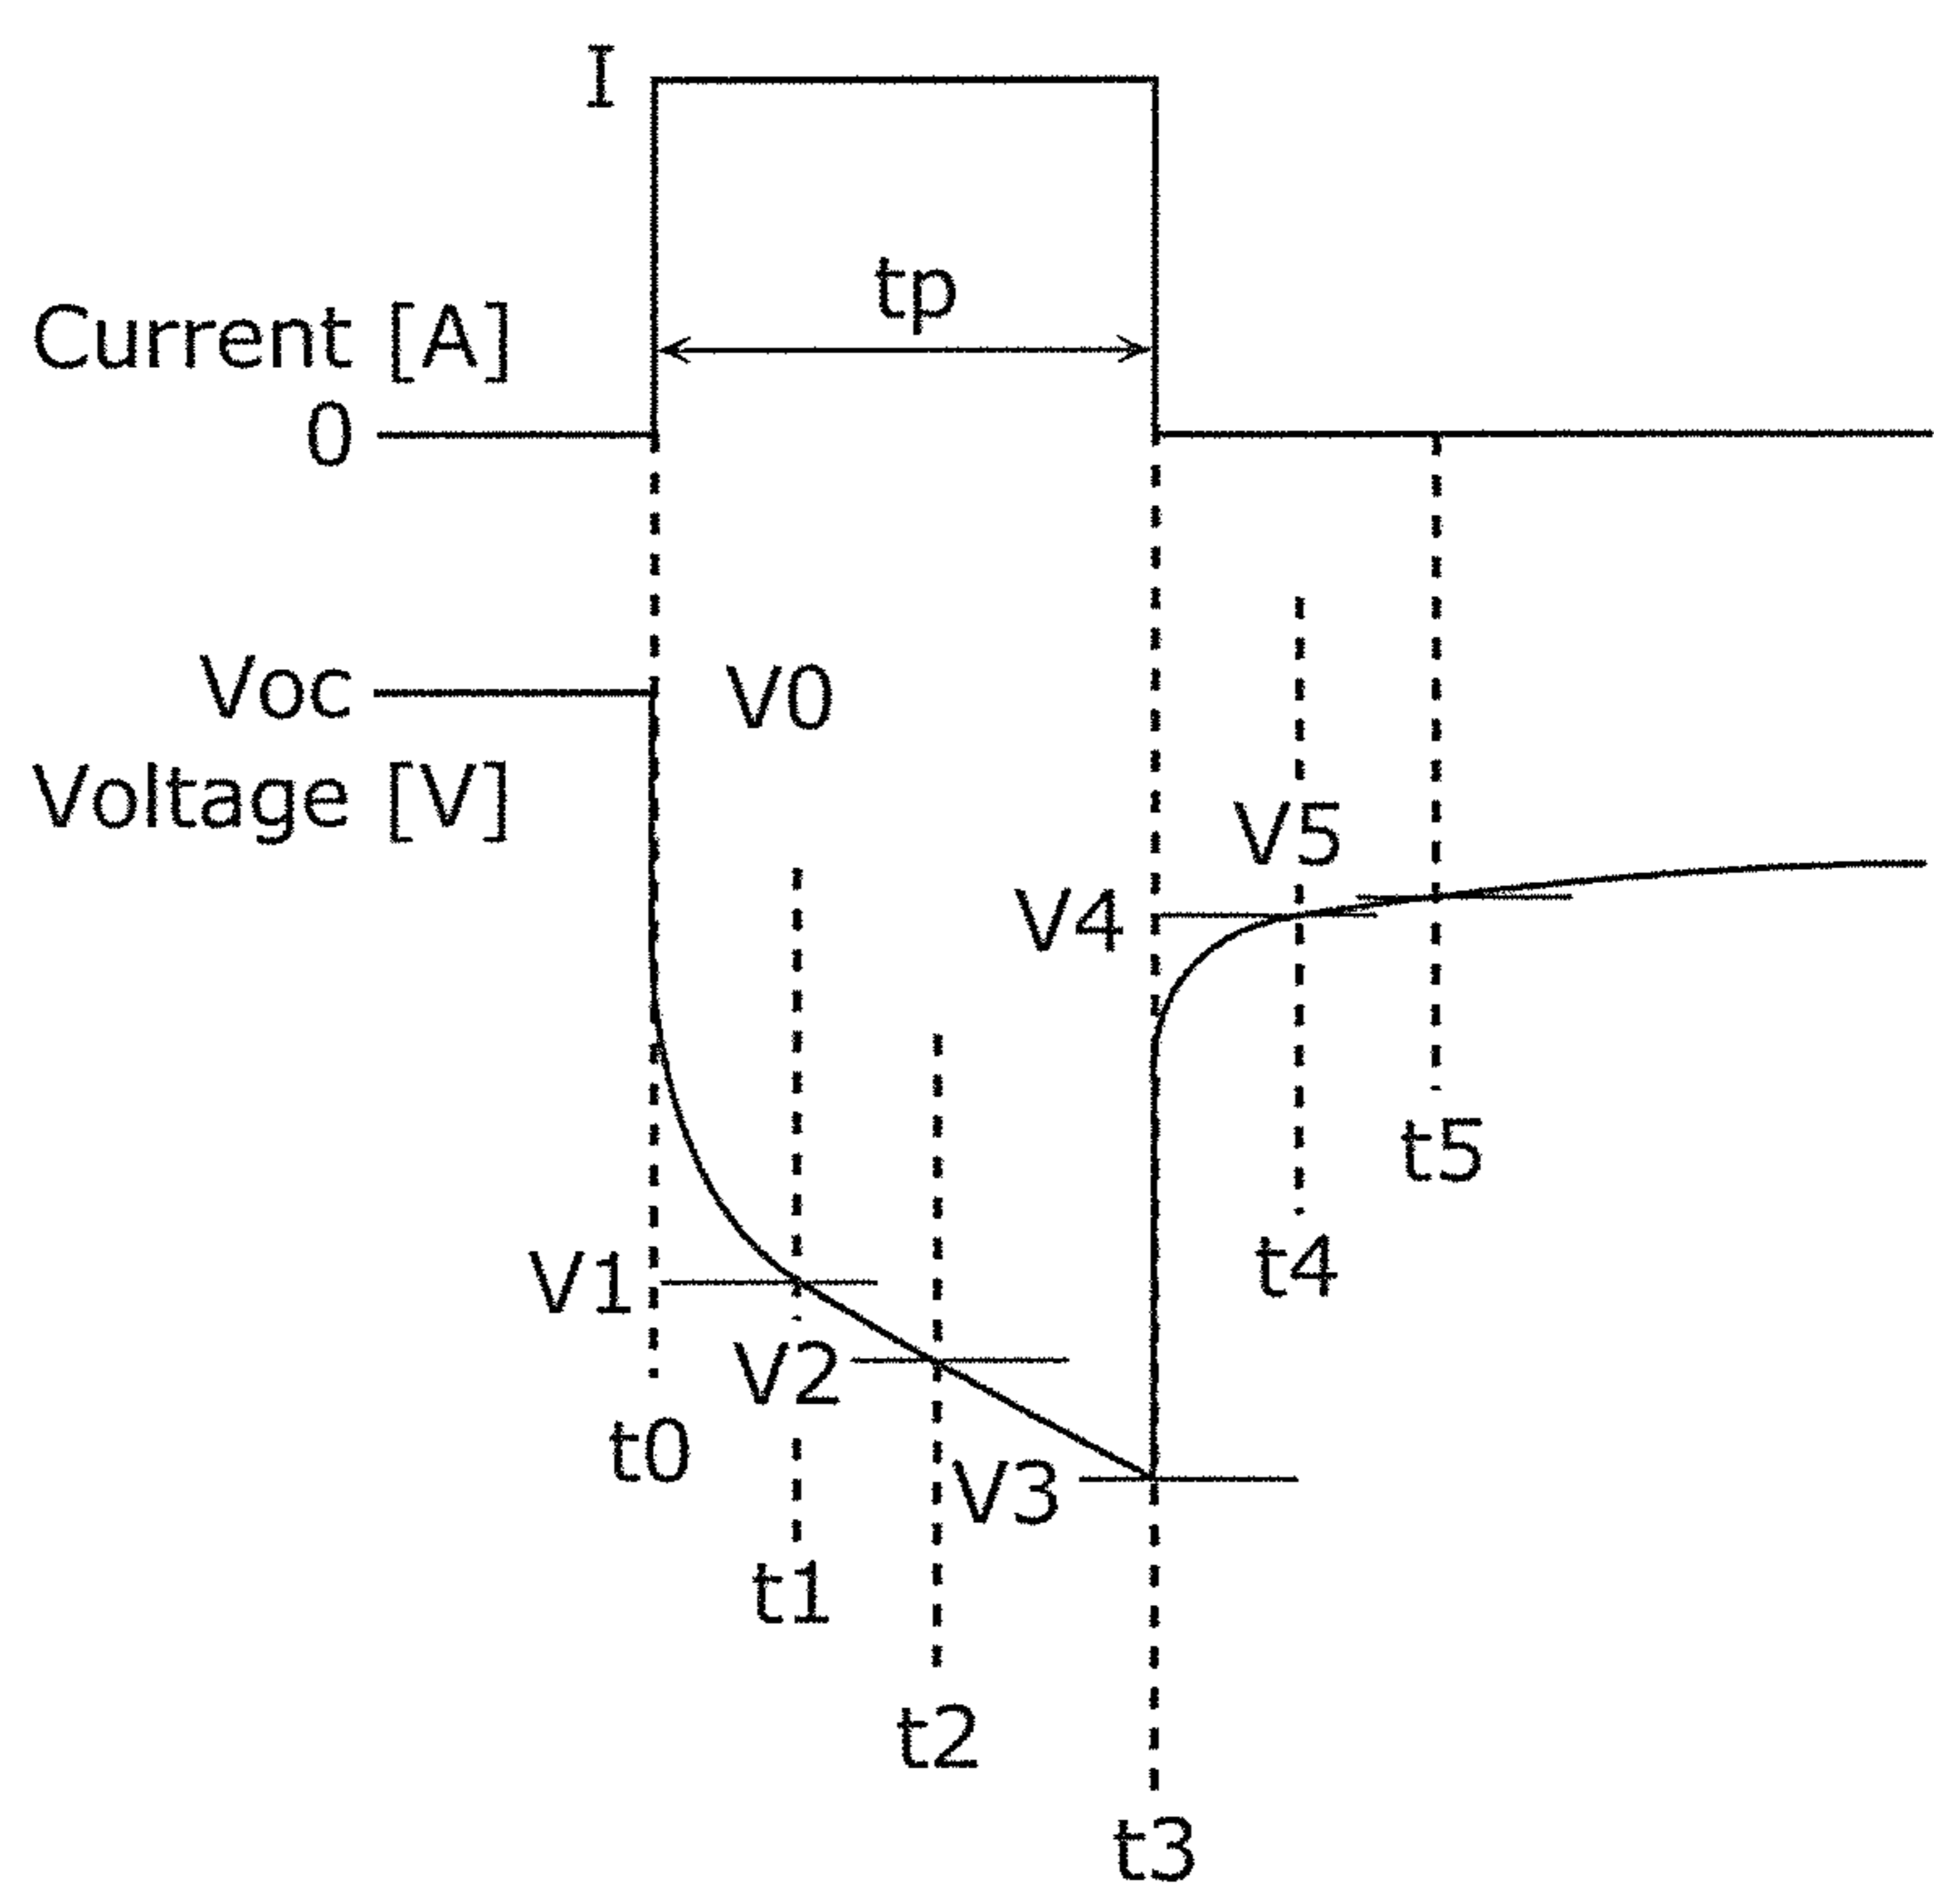 I
tp
Current [A]
0
Voc
V0
Voltage [V]
V5
V4
t5
V1
t4
V2
t0
V3
t1
t2
t3